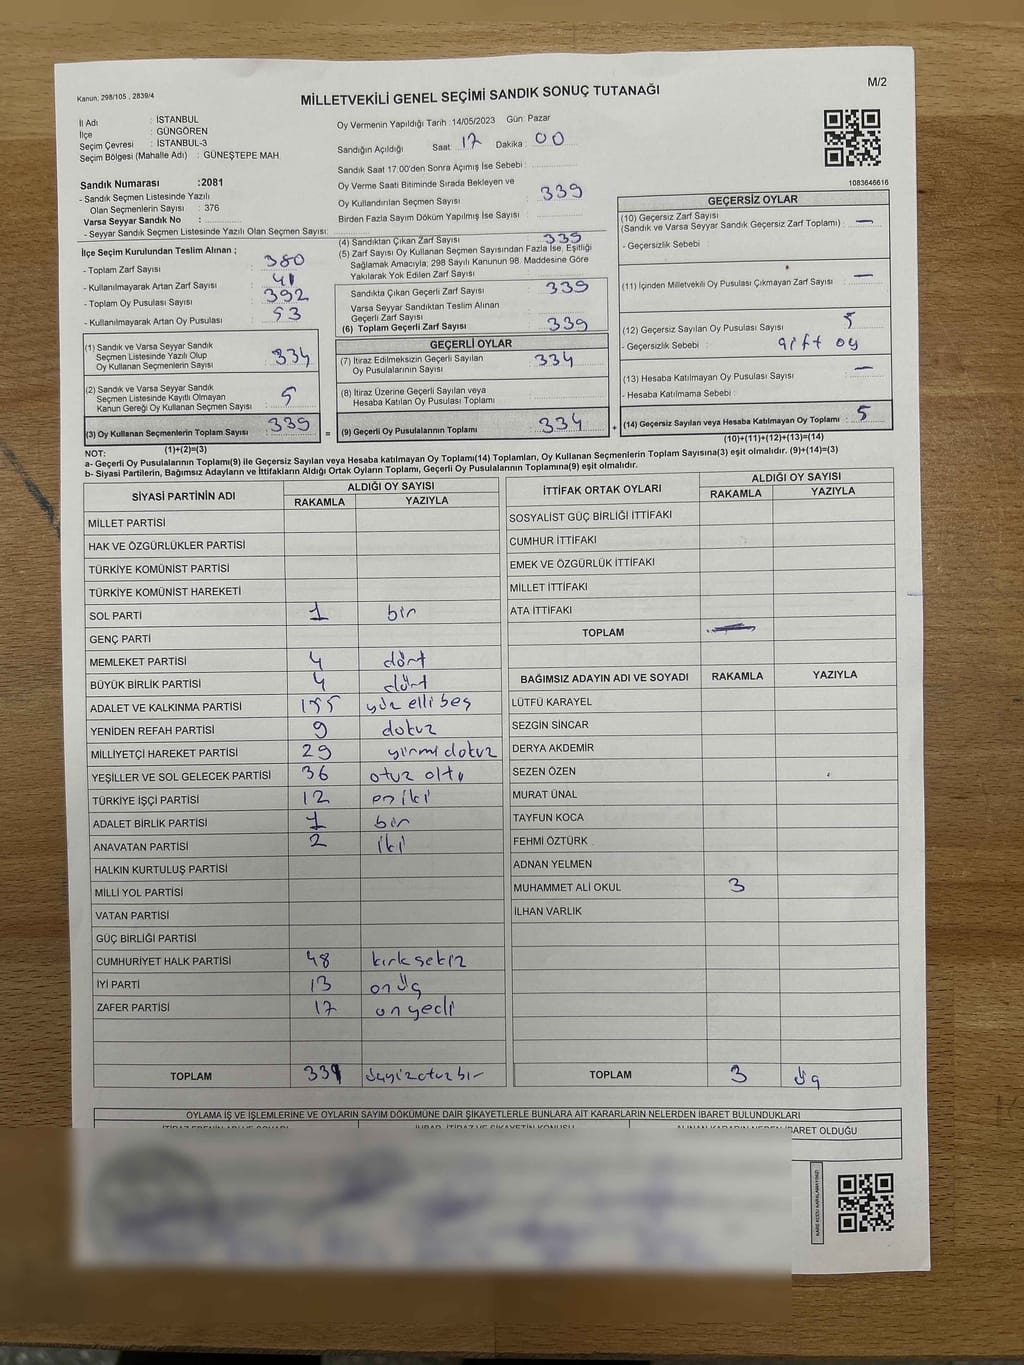 Kanun; 298/105 , 2839/4
MİLLETVEKİLİ GENEL SEÇİMİ SANDIK SONUÇ TUTANAĞI
M/2
İl Adı : İSTANBUL
İlçe : GÜNGÖREN
Seçim Çevresi : İSTANBUL-3
Seçim Bölgesi (Mahalle Adı) : GÜNEŞTEPE MAH.
Sandık Numarası :2081
- Sandık Seçmen Listesinde Yazılı
Olan Seçmenlerin Sayısı : 376
Varsa Seyyar Sandık No :
- Seyyar Sandık Seçmen Listesinde Yazılı Olan Seçmen Sayısı:
Oy Vermenin Yapıldığı Tarih :14/05/2023 Gün: Pazar
Sandığın Açıldığı Saat: 17 Dakika: 00
Sandık Saat 17.00'den Sonra Açımış İse Sebebi :
Oy Verme Saati Bitiminde Sırada Bekleyen ve
Oy Kullandırılan Seçmen Sayısı : 339
Birden Fazla Sayım Döküm Yapılmış İse Sayısı :
İlçe Seçim Kurulundan Teslim Alınan ;
- Toplam Zarf Sayısı : 380
- Kullanılmayarak Artan Zarf Sayısı : 41
- Toplam Oy Pusulası Sayısı : 392
- Kullanılmayarak Artan Oy Pusulası : 53
(4) Sandıktan Çıkan Zarf Sayısı : 339
(5) Zarf Sayısı Oy Kullanan Seçmen Sayısından Fazla İse, Eşitliği
Sağlamak Amacıyla; 298 Sayılı Kanunun 98. Maddesine Göre
Yakılarak Yok Edilen Zarf Sayısı :
Sandıkta Çıkan Geçerli Zarf Sayısı : 339
Varsa Seyyar Sandıktan Teslim Alınan
Geçerli Zarf Sayısı :
(6) Toplam Geçerli Zarf Sayısı : 339
1083646616
GEÇERSİZ OYLAR
(10) Geçersiz Zarf Sayısı
(Sandık ve Varsa Seyyar Sandık Geçersiz Zarf Toplamı) : —
- Geçersizlik Sebebi :
(11) İçinden Milletvekili Oy Pusulası Çıkmayan Zarf Sayısı : —
(12) Geçersiz Sayılan Oy Pusulası Sayısı : 5
- Geçersizlik Sebebi : çift oy
(13) Hesaba Katılmayan Oy Pusulası Sayısı : —
- Hesaba Katılmama Sebebi :
(14) Geçersiz Sayılan veya Hesaba Katılmayan Oy Toplamı : 5
(10)+(11)+(12)+(13)=(14)
(1) Sandık ve Varsa Seyyar Sandık
Seçmen Listesinde Yazılı Olup
Oy Kullanan Seçmenlerin Sayısı : 334
(2) Sandık ve Varsa Seyyar Sandık
Seçmen Listesinde Kayıtlı Olmayan
Kanun Gereği Oy Kullanan Seçmen Sayısı : 5
(3) Oy Kullanan Seçmenlerin Toplam Sayısı : 339
(1)+(2)=(3)
GEÇERLİ OYLAR
(7) İtiraz Edilmeksizin Geçerli Sayılan
Oy Pusulalarının Sayısı : 334
(8) İtiraz Üzerine Geçerli Sayılan veya
Hesaba Katılan Oy Pusulası Toplamı :
(9) Geçerli Oy Pusulalarının Toplamı : 334
NOT:
a- Geçerli Oy Pusulalarının Toplamı(9) ile Geçersiz Sayılan veya Hesaba katılmayan Oy Toplamı(14) Toplamları, Oy Kullanan Seçmenlerin Toplam Sayısına(3) eşit olmalıdır. (9)+(14)=(3)
b- Siyasi Partilerin, Bağımsız Adayların ve İttifakların Aldığı Ortak Oyların Toplamı, Geçerli Oy Pusulalarının Toplamına(9) eşit olmalıdır.
SİYASİ PARTİNİN ADI ALDIĞI OY SAYISI
RAKAMLA YAZIYLA
MİLLET PARTİSİ
HAK VE ÖZGÜRLÜKLER PARTİSİ
TÜRKİYE KOMÜNİST PARTİSİ
TÜRKİYE KOMÜNİST HAREKETİ
SOL PARTİ 1 bir
GENÇ PARTİ
MEMLEKET PARTİSİ 4 dört
BÜYÜK BİRLİK PARTİSİ 4 dört
ADALET VE KALKINMA PARTİSİ 155 yüz elli beş
YENİDEN REFAH PARTİSİ 9 dokuz
MİLLİYETÇİ HAREKET PARTİSİ 29 yirmi dokuz
YEŞİLLER VE SOL GELECEK PARTİSİ 36 otuz altı
TÜRKİYE İŞÇİ PARTİSİ 12 on iki
ADALET BİRLİK PARTİSİ 1 bir
ANAVATAN PARTİSİ 2 iki
HALKIN KURTULUŞ PARTİSİ
MİLLİ YOL PARTİSİ
VATAN PARTİSİ
GÜÇ BİRLİĞİ PARTİSİ
CUMHURİYET HALK PARTİSİ 48 kırk sekiz
İYİ PARTİ 13 on üç
ZAFER PARTİSİ 17 on yedi
TOPLAM 331 üçyüzotuz bir
İTTİFAK ORTAK OYLARI ALDIĞI OY SAYISI
RAKAMLA YAZIYLA
SOSYALİST GÜÇ BİRLİĞİ İTTİFAKI
CUMHUR İTTİFAKI
EMEK VE ÖZGÜRLÜK İTTİFAKI
MİLLET İTTİFAKI
ATA İTTİFAKI
TOPLAM
BAĞIMSIZ ADAYIN ADI VE SOYADI RAKAMLA YAZIYLA
LÜTFÜ KARAYEL
SEZGİN SİNCAR
DERYA AKDEMİR
SEZEN ÖZEN
MURAT ÜNAL
TAYFUN KOCA
FEHMİ ÖZTÜRK
ADNAN YELMEN
MUHAMMET ALİ OKUL 3
İLHAN VARLIK
TOPLAM 3 üç
OYLAMA İŞ VE İŞLEMLERİNE VE OYLARIN SAYIM DÖKÜMÜNE DAİR ŞİKAYETLERLE BUNLARA AİT KARARLARIN NELERDEN İBARET BULUNDUKLARI
İBARET OLDUĞU